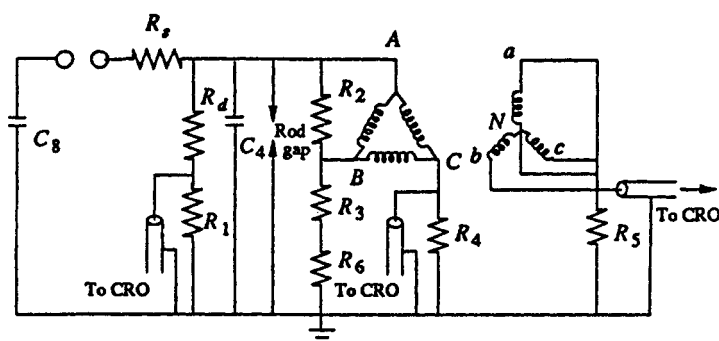 R_s
A
a
R_d
R_2
N
C_8
C_4
Rod
gap
b
c
B
C
R_1
R_3
R_4
R_5
To CRO
R_6
To CRO
To CRO